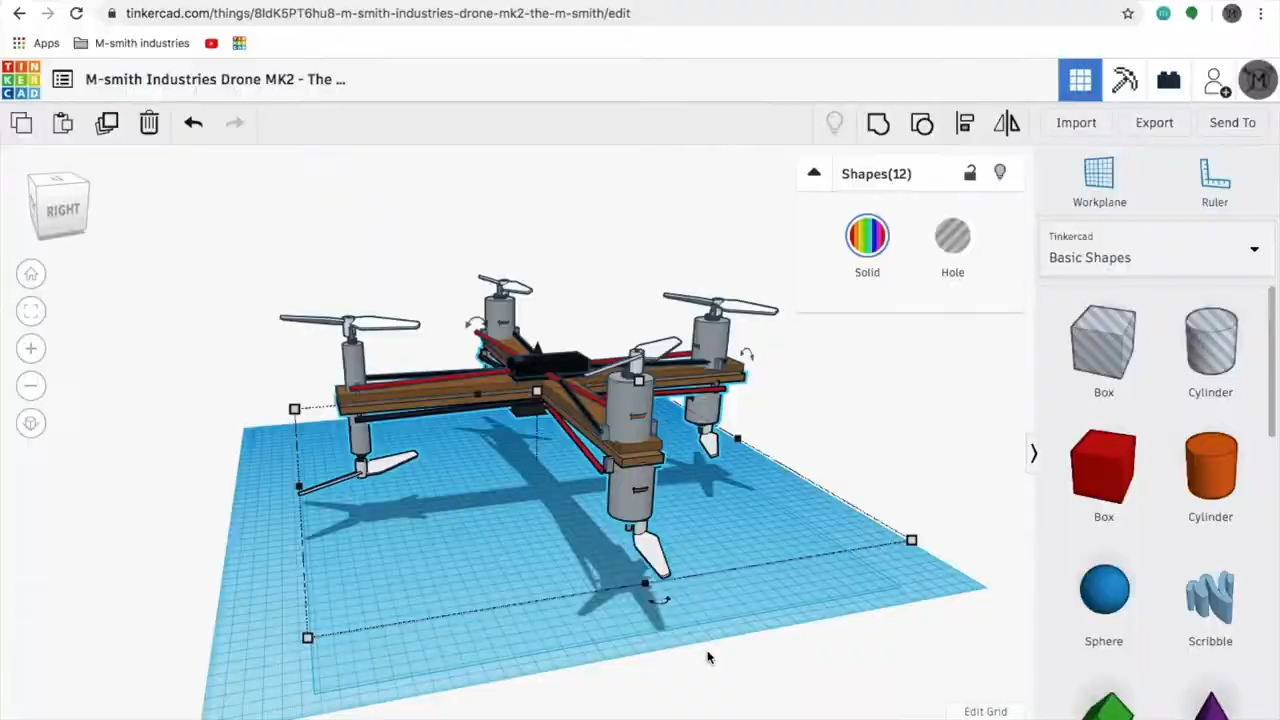 tinkercad.com/things/8ldK5PT6hu8-m-smith-industries-drone-mk2-the-m-smith/edit
Apps
M-smith industries
TIN
KER
CAD
M-smith Industries Drone MK2 - The ...
Import
Export
Send To
RIGHT
Shapes(12)
Solid
Hole
Workplane
Ruler
Tinkercad
Basic Shapes
Box
Cylinder
Box
Cylinder
Sphere
Scribble
Edit Grid